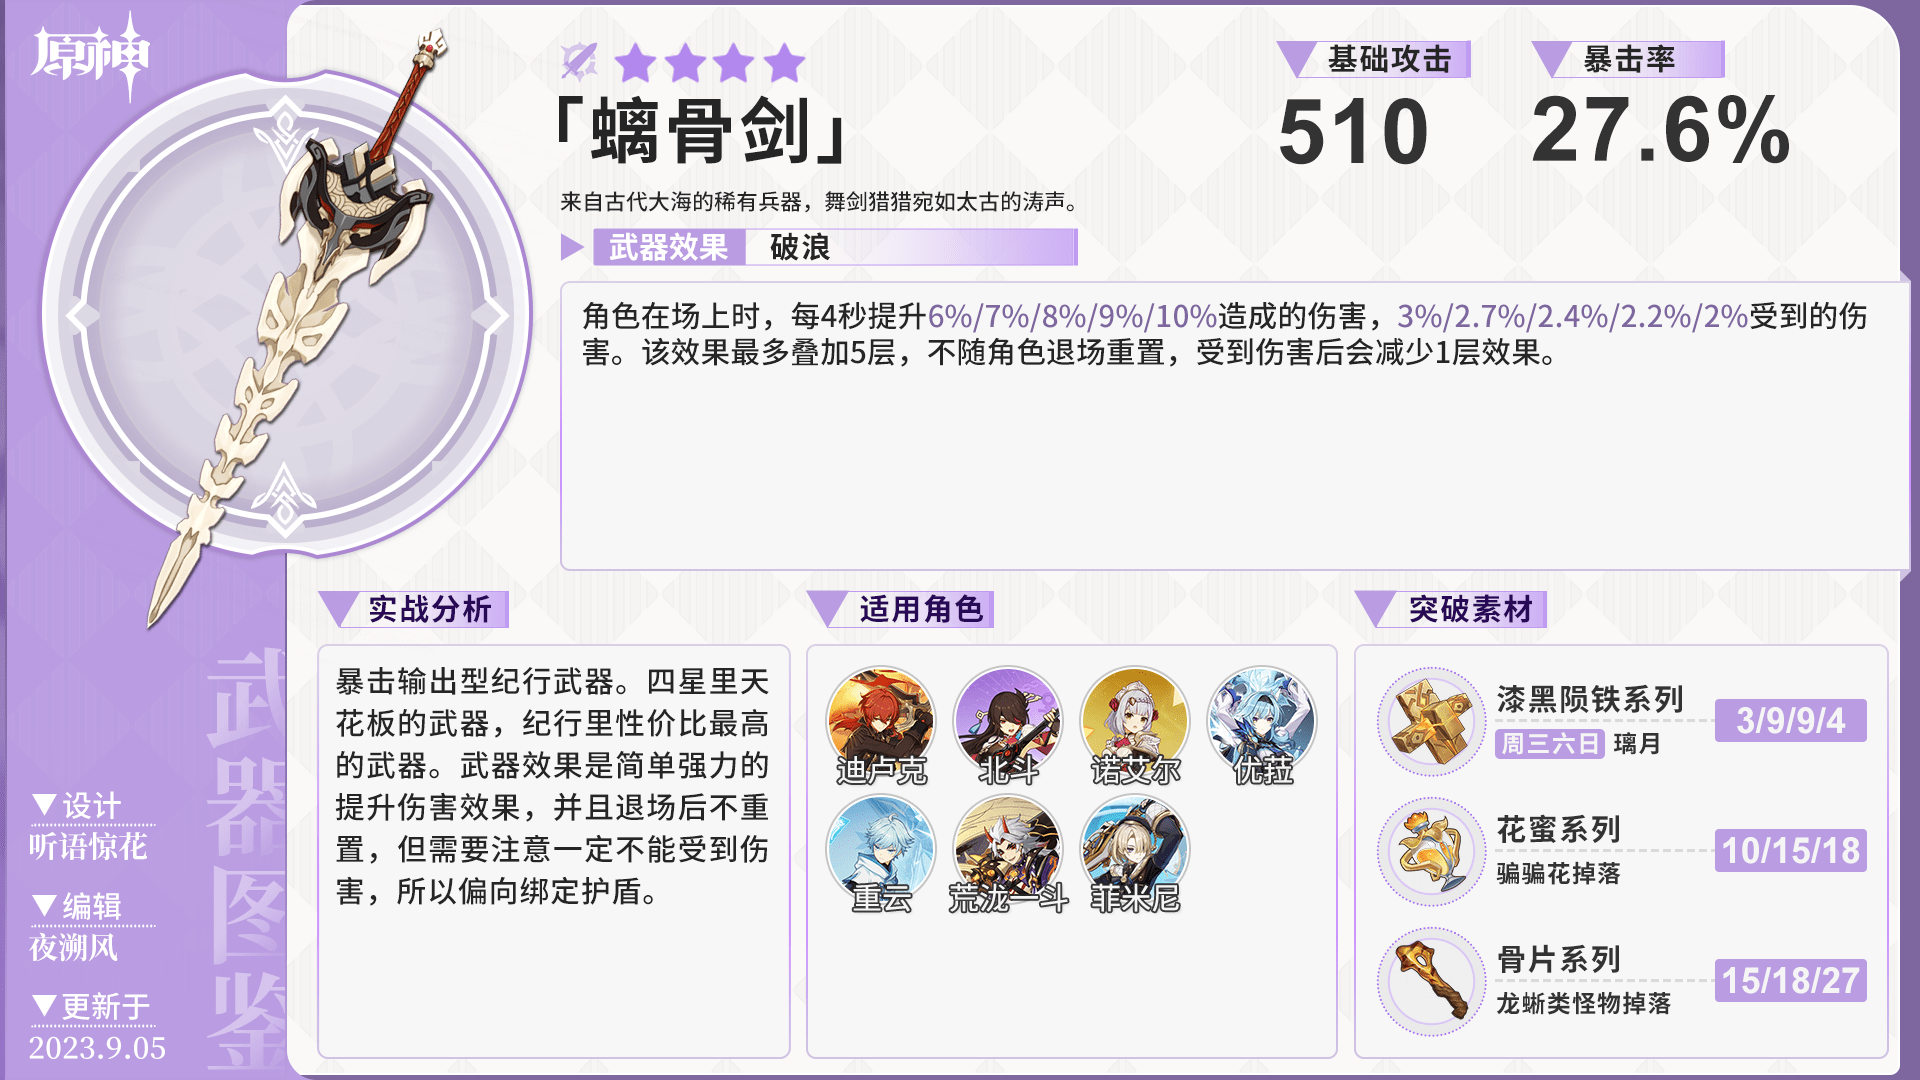 原神
「螭骨剑」
来自古代大海的稀有兵器，舞剑猎猎宛如太古的涛声。
基础攻击
510
暴击率
27.6%
武器效果 破浪
角色在场上时，每4秒提升6%/7%/8%/9%/10%造成的伤害，3%/2.7%/2.4%/2.2%/2%受到的伤
害。该效果最多叠加5层，不随角色退场重置，受到伤害后会减少1层效果。
实战分析
暴击输出型纪行武器。四星里天
花板的武器，纪行里性价比最高
的武器。武器效果是简单强力的
提升伤害效果，并且退场后不重
置，但需要注意一定不能受到伤
害，所以偏向绑定护盾。
适用角色
迪卢克 北斗 诺艾尔 优菈
重云 荒泷一斗 菲米尼
突破素材
漆黑陨铁系列
周三六日 璃月
3/9/9/4
花蜜系列
骗骗花掉落
10/15/18
骨片系列
龙蜥类怪物掉落
15/18/27
武器图鉴
▼设计
听语惊花
▼编辑
夜溯风
▼更新于
2023.9.05